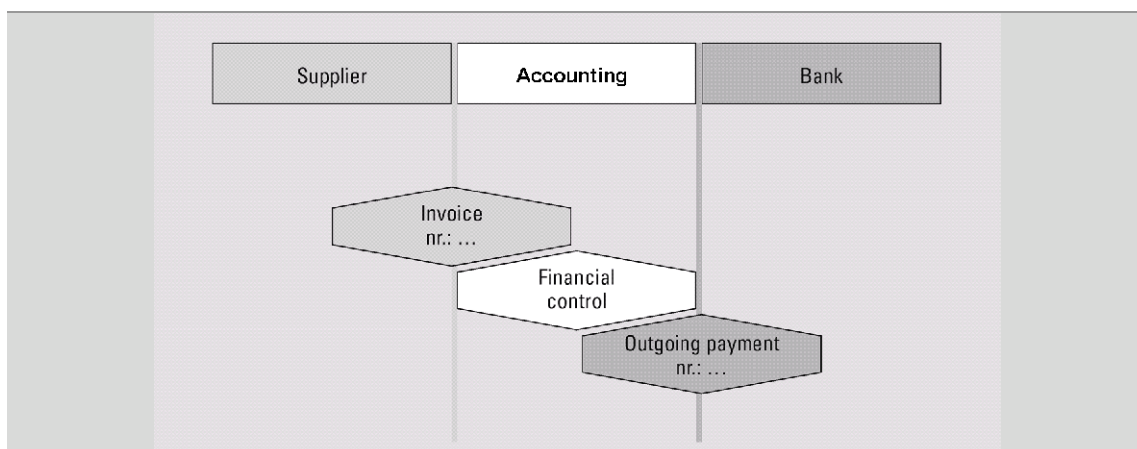 Supplier
Accounting
Bank
Invoice
nr.: ...
Financial
control
Outgoing payment
nr.: ...